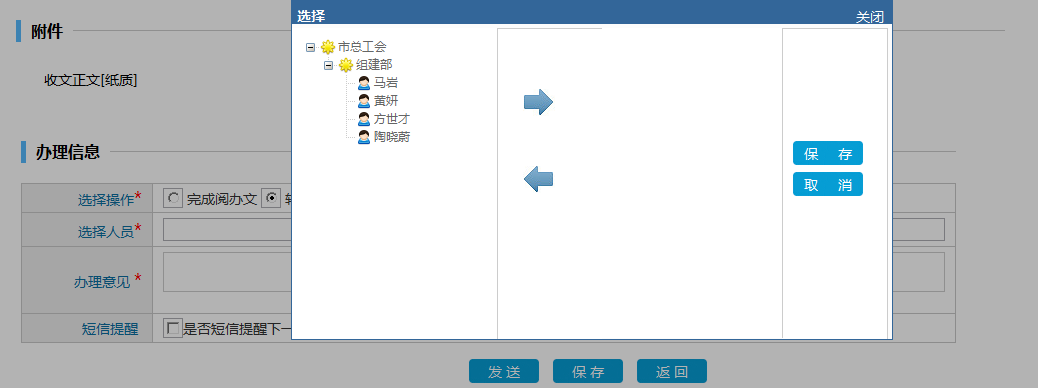 选择 关闭
附件
收文正文[纸质]
市总工会
组建部
马岩
黄妍
方世才
陶晓蔚
保 存
取 消
办理信息
选择操作* 完成阅办文
选择人员*
办理意见 *
短信提醒 是否短信提醒下一
发 送 保 存 返 回